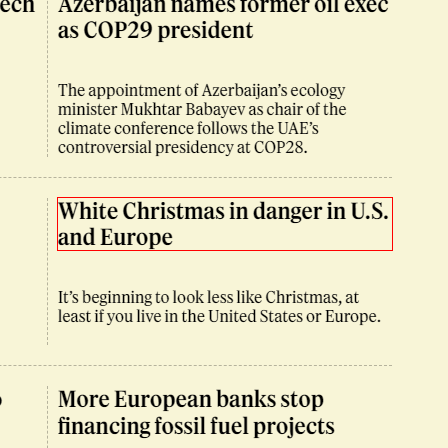 ech
Azerbaijan names former oil exec
as COP29 president
The appointment of Azerbaijan's ecology
minister Mukhtar Babayev as chair of the
climate conference follows the UAE's
controversial presidency at COP28.
White Christmas in danger in U.S.
and Europe
It's beginning to look less like Christmas, at
least if you live in the United States or Europe.
More European banks stop
financing fossil fuel projects